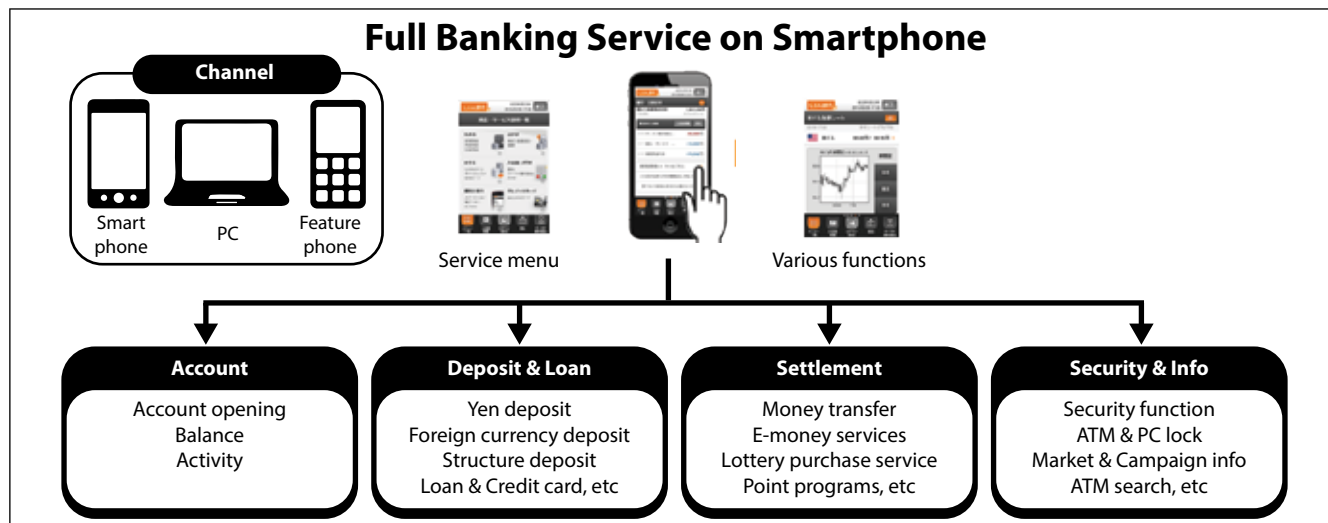 Full Banking Service on Smartphone
Channel
Smart
phone
PC
Feature
phone
Service menu
Various functions
Account
Account opening
Balance
Activity
Deposit & Loan
Yen deposit
Foreign currency deposit
Structure deposit
Loan & Credit card, etc
Settlement
Money transfer
E-money services
Lottery purchase service
Point programs, etc
Security & Info
Security function
ATM & PC lock
Market & Campaign info
ATM search, etc